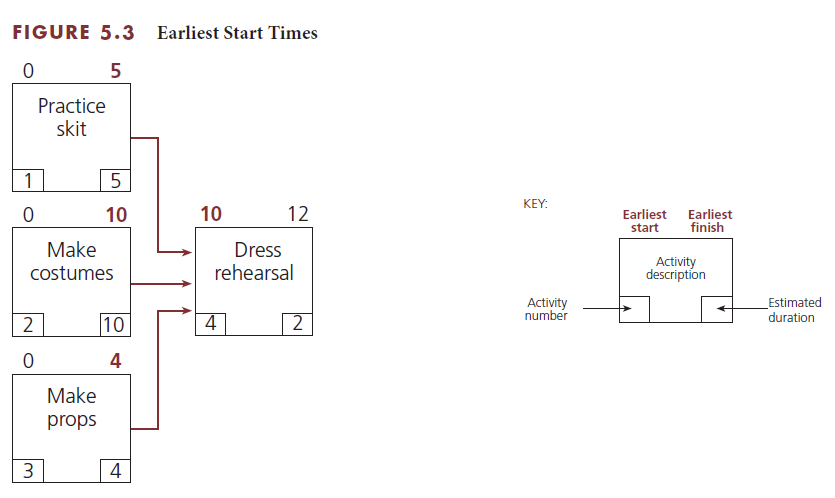 FIGURE 5.3 Earliest Start Times
0 5
Practice
skit
1 5
0 10
Make
costumes
2 10
0 4
Make
props
3 4
10 12
Dress
rehearsal
4 2
KEY:
Earliest Earliest
start finish
Activity
description
Activity
number
Estimated
duration